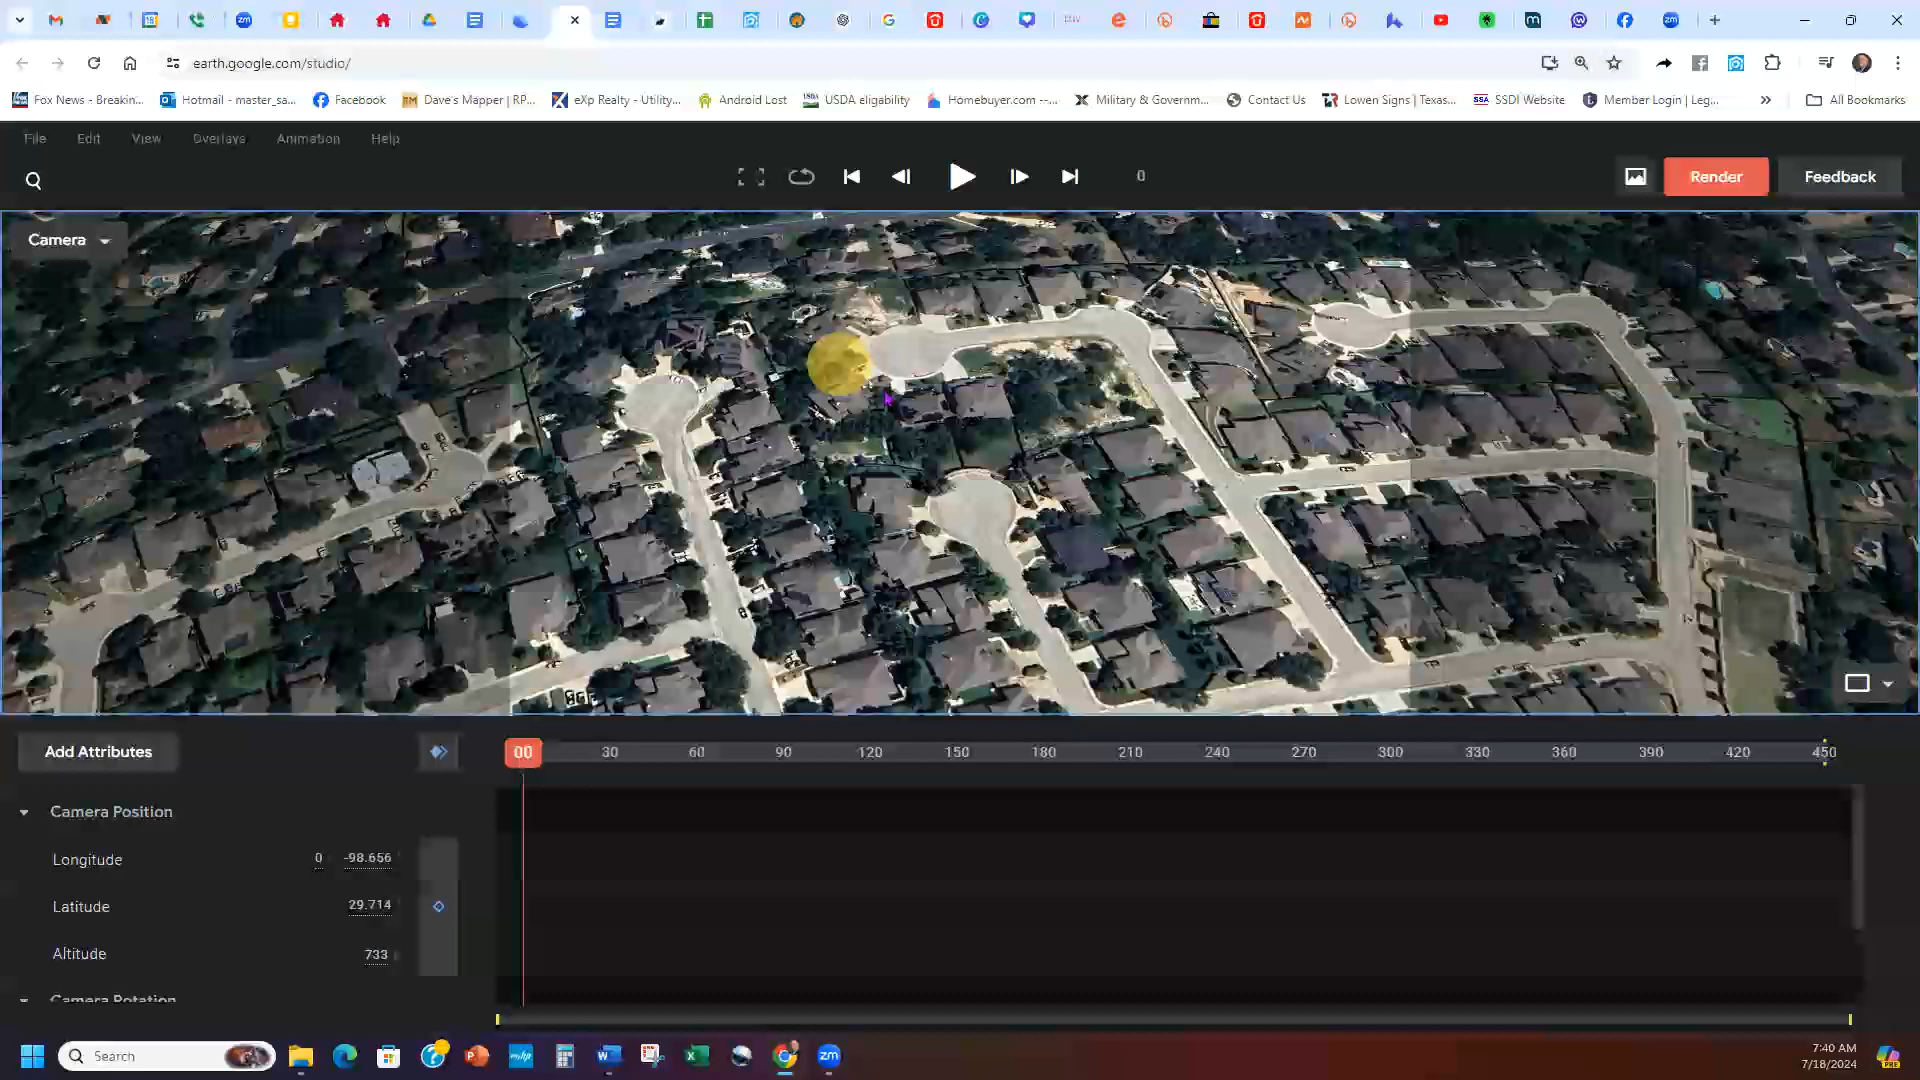 earth.google.com/studio/
Fox News - Breakin...
Hotmail - master_sa...
Facebook
Dave's Mapper | RP...
eXp Realty - Utility...
Android Lost
USDA eligability
Homebuyer.com --...
Military & Governm...
Contact Us
Lowen Signs | Texas...
SSA
SSDI Website
Member Login | Leg...
All Bookmarks
File
Edit
View
Overlays
Animation
Help
0
Render
Feedback
Camera
Add Attributes
00
30
60
90
120
150
180
210
240
270
300
330
360
390
420
450
Camera Position
Longitude
0
-98.656
Latitude
29.714
Altitude
733
Camera Rotation
Search
7:40 AM
7/18/2024